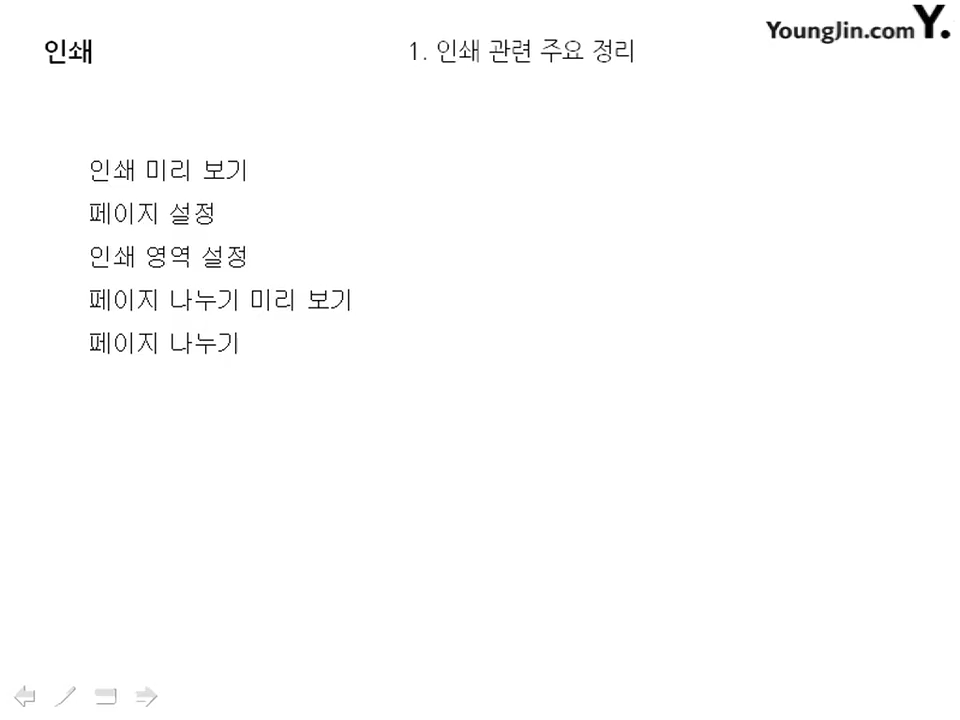 YoungJin.com Y.
인쇄
1. 인쇄 관련 주요 정리
인쇄 미리 보기
페이지 설정
인쇄 영역 설정
페이지 나누기 미리 보기
페이지 나누기